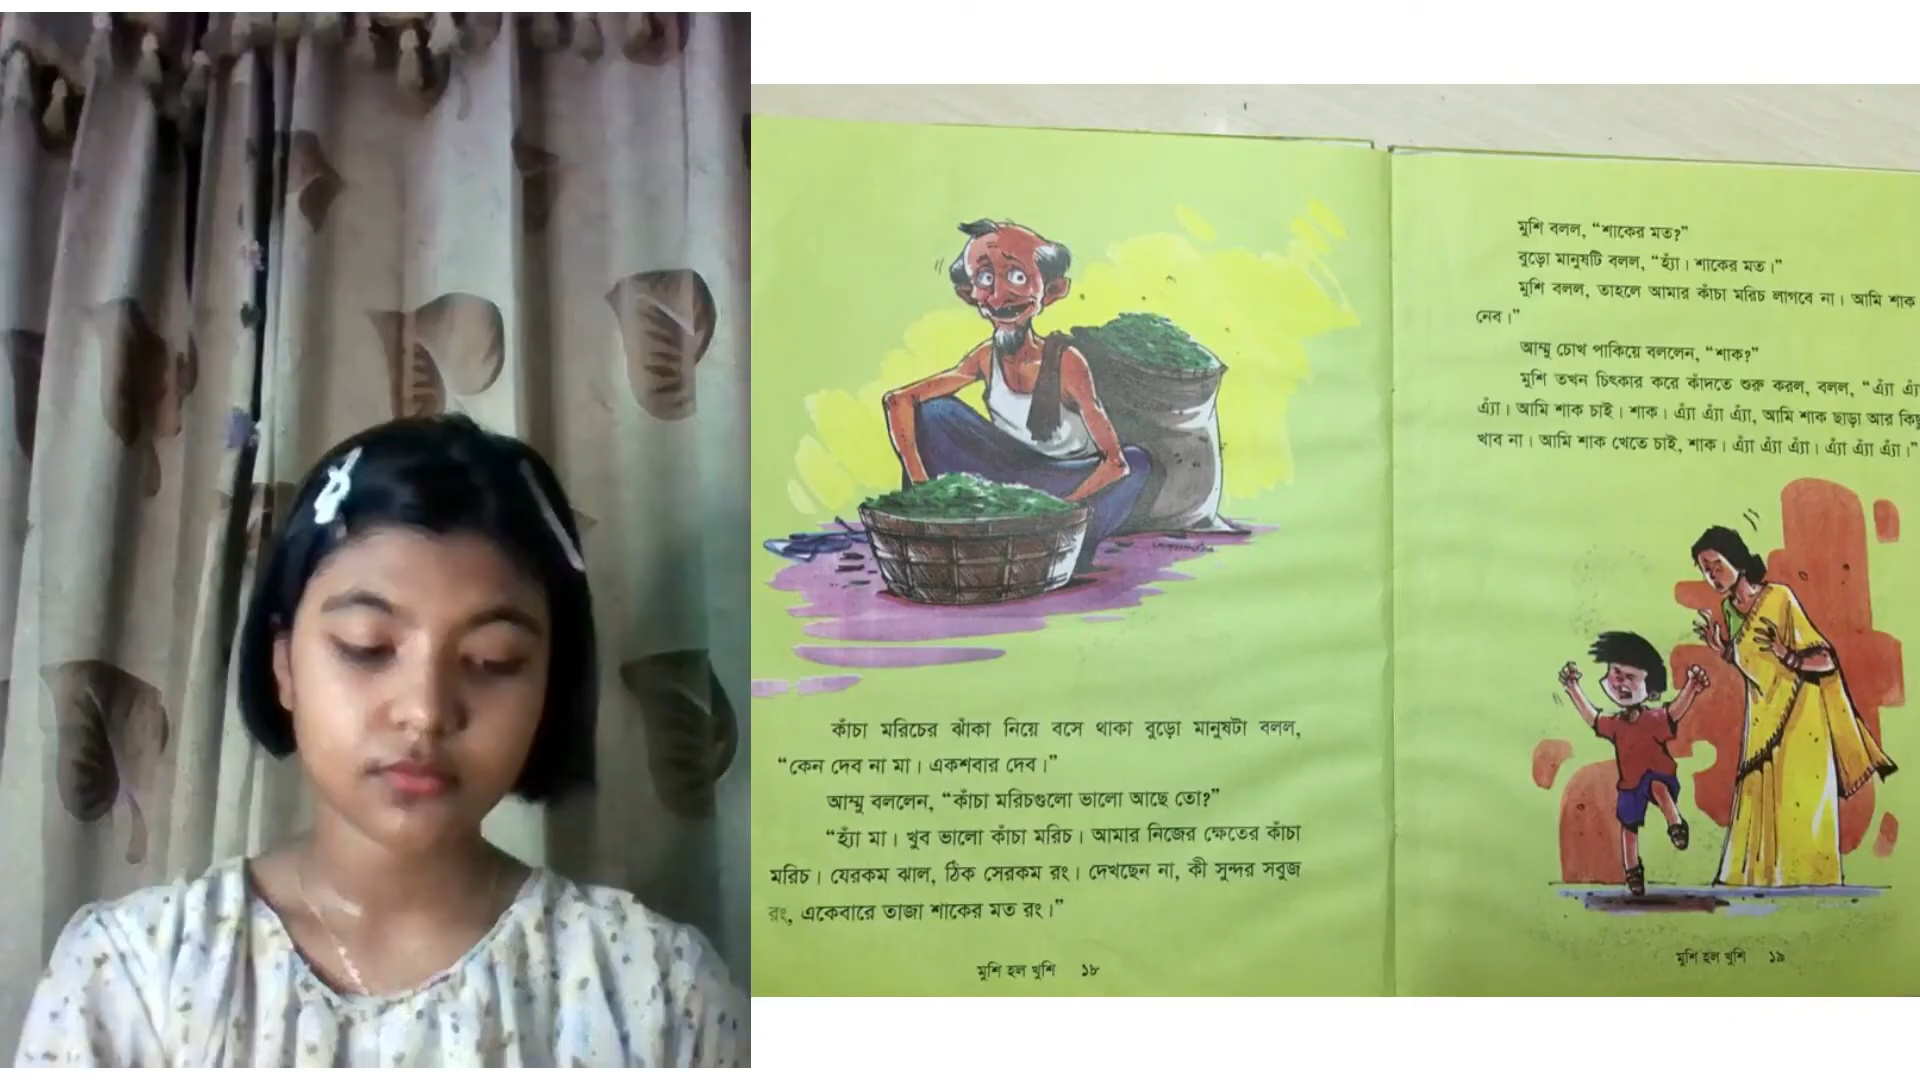 কাঁচা মরিচের ঝাঁকা নিয়ে বসে থাকা বুড়ো মানুষটা বলল,
“কেন দেব না মা। একশবার দেব।”
আম্মু বললেন, “কাঁচা মরিচগুলো ভালো আছে তো?”
“হ্যাঁ মা। খুব ভালো কাঁচা মরিচ। আমার নিজের ক্ষেতের কাঁচা
মরিচ। যেরকম ঝাল, ঠিক সেরকম রং। দেখছেন না, কী সুন্দর সবুজ
রং, একেবারে তাজা শাকের মত রং।”
মুশি হল খুশি ১৮
মুশি বলল, “শাকের মত?”
বুড়ো মানুষটি বলল, “হ্যাঁ। শাকের মত।”
মুশি বলল, তাহলে আমার কাঁচা মরিচ লাগবে না। আমি শাক
নেব।”
আম্মু চোখ পাকিয়ে বললেন, “শাক?”
মুশি তখন চিৎকার করে কাঁদতে শুরু করল, বলল, “এ্যাঁ এ্যাঁ
এ্যাঁ। আমি শাক চাই। শাক। এ্যাঁ এ্যাঁ এ্যাঁ, আমি শাক ছাড়া আর
খাব না। আমি শাক খেতে চাই, শাক। এ্যাঁ এ্যাঁ এ্যাঁ। এ্যাঁ এ্যাঁ এ্যাঁ।”
মুশি হল খুশি ১৯